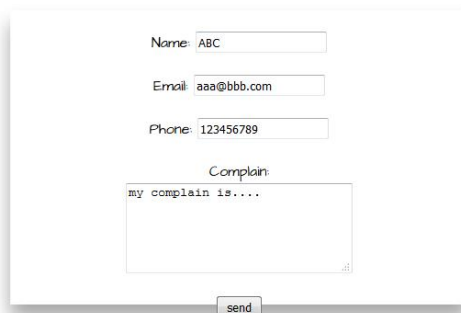 Name: ABC
Email: aaa@bbb.com
Phone: 123456789
Complain:
my complain is....
send